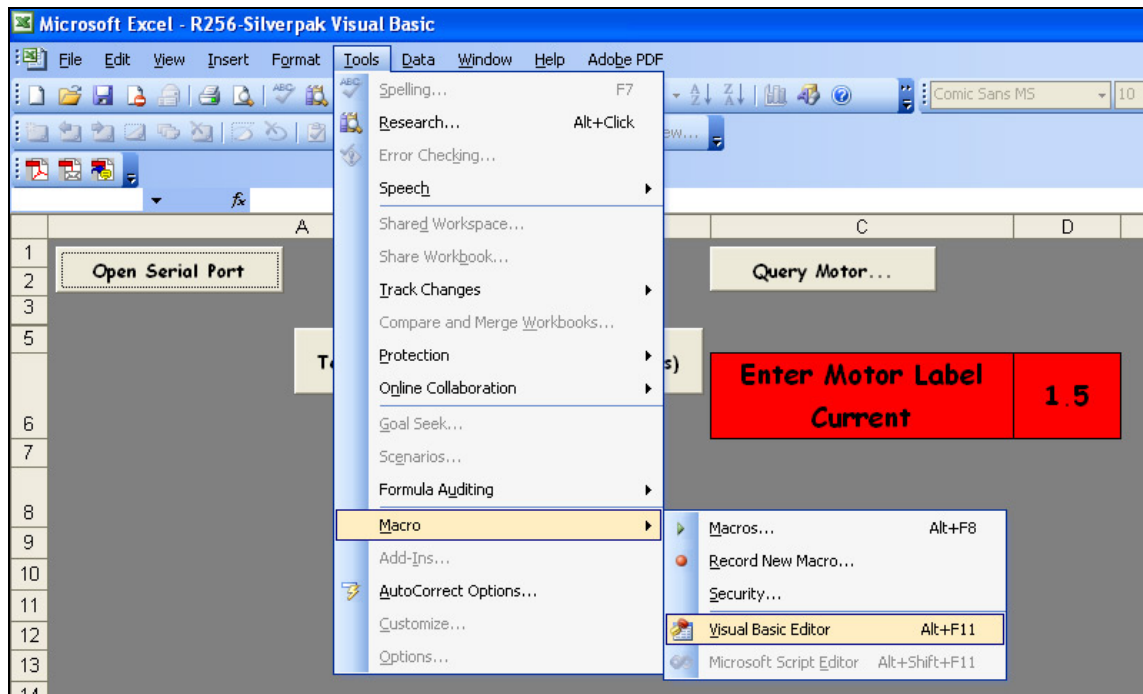 Microsoft Excel - R256-Silverpak Visual Basic
File Edit View Insert Format Tools Data Window Help Adobe PDF
Comic Sans MS 10
fx
A C D
1
2
3
5
6
7
8
9
10
11
12
13
14
Open Serial Port
Query Motor...
Enter Motor Label
Current
1.5
Spelling... F7
Research... Alt+Click
Error Checking...
Speech
Shared Workspace...
Share Workbook...
Track Changes
Compare and Merge Workbooks...
Protection
Online Collaboration
Goal Seek...
Scenarios...
Formula Auditing
Macro
Add-Ins...
AutoCorrect Options...
Customize...
Options...
Macros... Alt+F8
Record New Macro...
Security...
Visual Basic Editor Alt+F11
Microsoft Script Editor Alt+Shift+F11